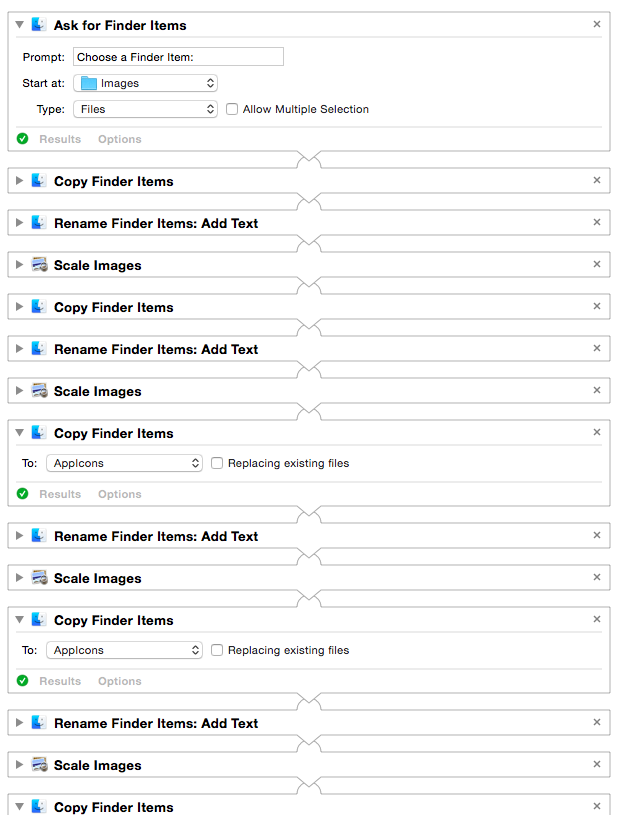 Ask for Finder Items
Prompt: Choose a Finder Item:
Start at: Images
Type: Files Allow Multiple Selection
Results Options
Copy Finder Items
Rename Finder Items: Add Text
Scale Images
Copy Finder Items
Rename Finder Items: Add Text
Scale Images
Copy Finder Items
To: AppIcons Replacing existing files
Results Options
Rename Finder Items: Add Text
Scale Images
Copy Finder Items
To: AppIcons Replacing existing files
Results Options
Rename Finder Items: Add Text
Scale Images
Copy Finder Items